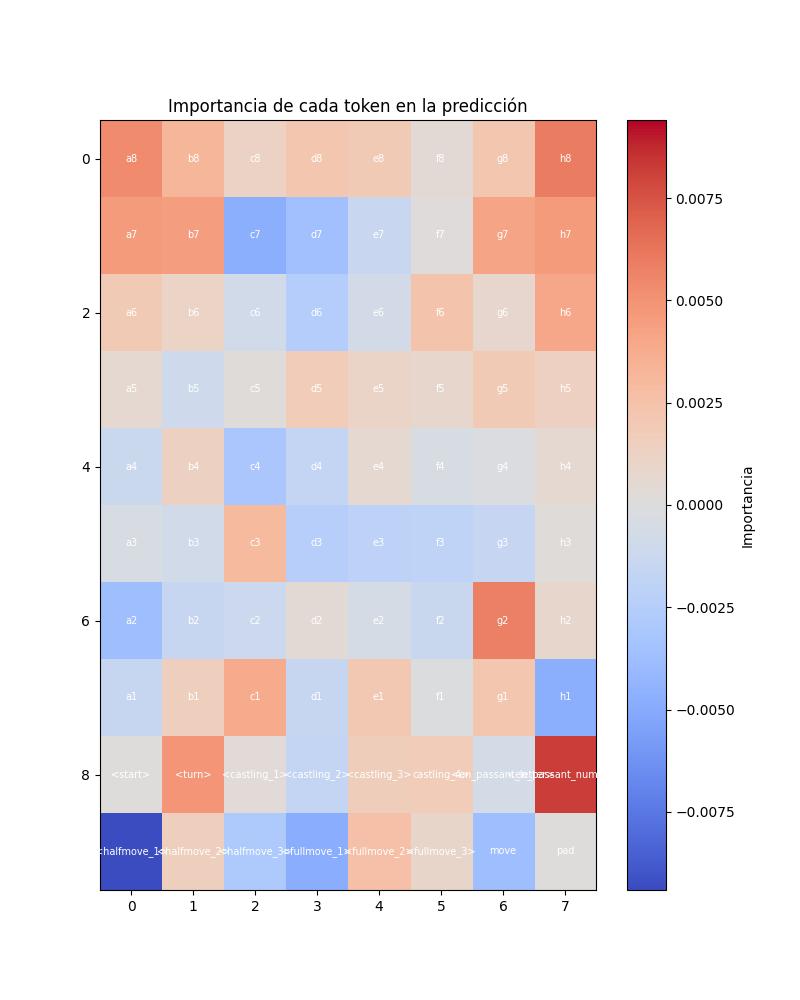 Importancia de cada token en la predicción
0 a8 b8 c8 d8 e8 f8 g8 h8 0.0075
a7 b7 c7 d7 e7 f7 g7 h7 0.0050
2 a6 b6 c6 d6 e6 f6 g6 h6
a5 b5 c5 d5 e5 f5 g5 h5 0.0025
4 a4 b4 c4 d4 e4 f4 g4 h4 0.0000
a3 b3 c3 d3 e3 f3 g3 h3 Importancia
6 a2 b2 c2 d2 e2 f2 g2 h2 −0.0025
a1 b1 c1 d1 e1 f1 g1 h1 −0.0050
8 <start> <turn> <castling_1> <castling_2> <castling_3> −0.0075
<halfmove_2> <halfmove_3> <fullmove_1> <fullmove_2> <fullmove_3> move pad
0 1 2 3 4 5 6 7